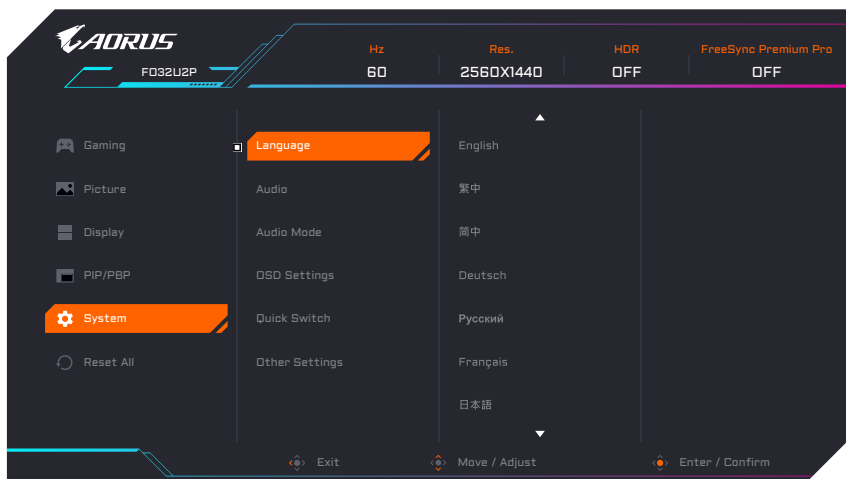 AORUS
FO32U2P
Hz Res. HDR FreeSync Premium Pro
60 2560X1440 OFF OFF
Gaming Language English
Picture Audio 繁中
Display Audio Mode 简中
PIP/PBP OSD Settings Deutsch
System Quick Switch Русский
Reset All Other Settings Français
日本語
Exit Move / Adjust Enter / Confirm